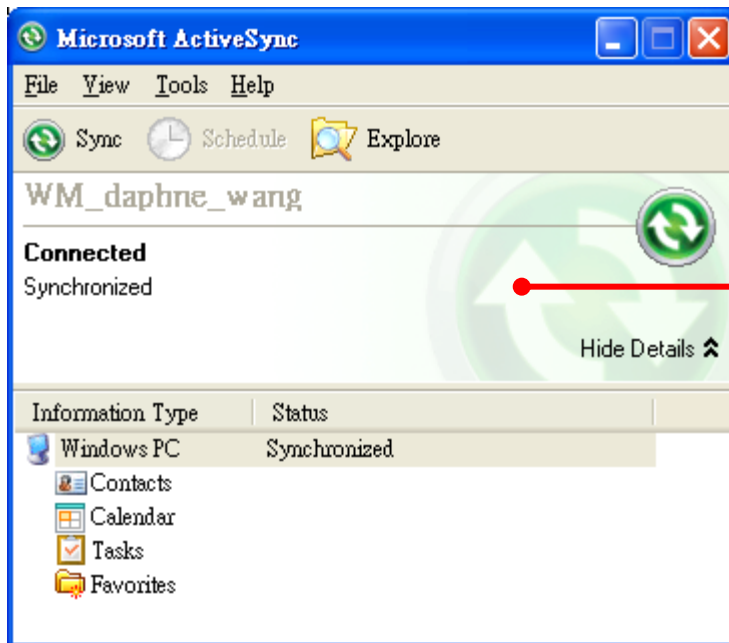 Microsoft ActiveSync
File View Tools Help
Sync Schedule Explore
WM_daphne_wang
Connected
Synchronized
Hide Details
Information Type Status
Windows PC Synchronized
Contacts
Calendar
Tasks
Favorites